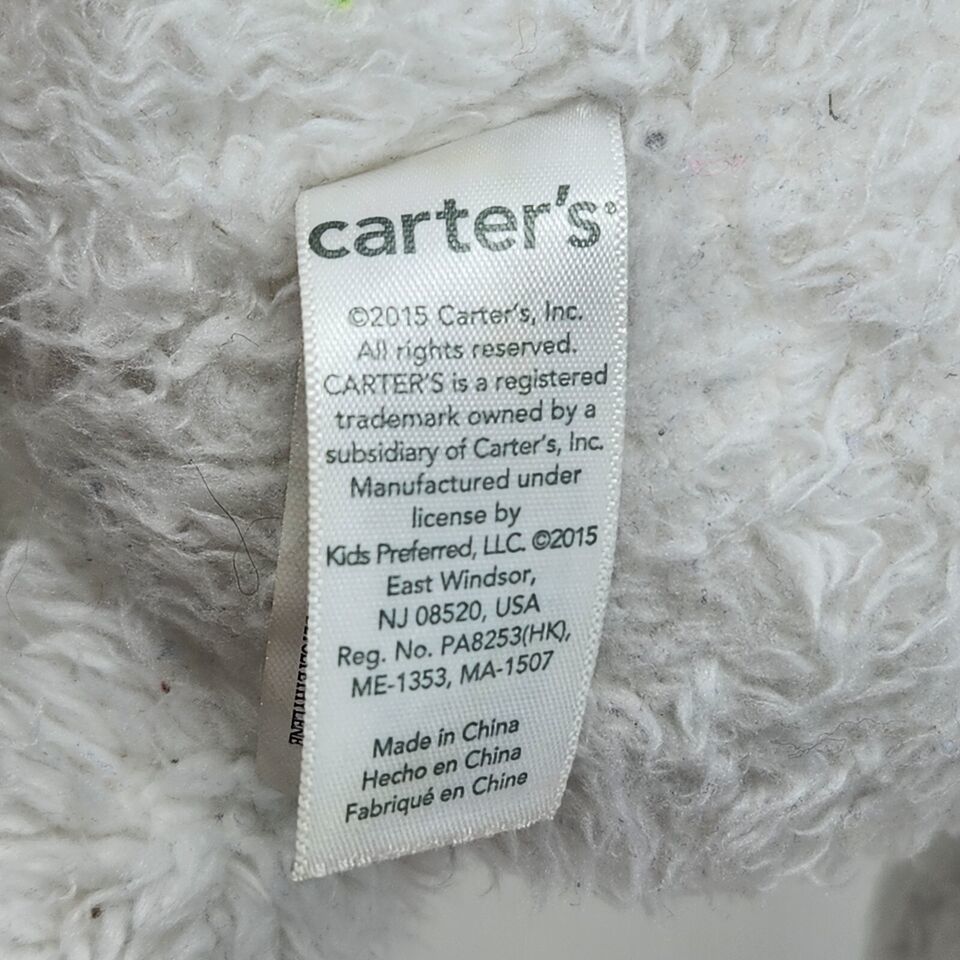 carter's®
©2015 Carter's, Inc.
All rights reserved.
CARTER'S is a registered
trademark owned by a
subsidiary of Carter's, Inc.
Manufactured under
license by
Kids Preferred, LLC. ©2015
East Windsor,
NJ 08520, USA
Reg. No. PA8253(HK),
ME-1353, MA-1507
Made in China
Hecho en China
Fabriqué en Chine